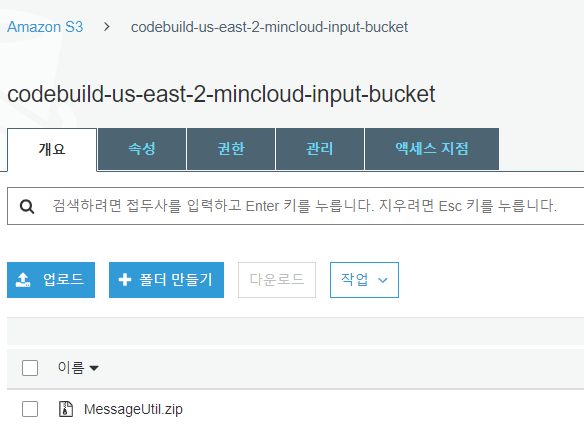 Amazon S3 > codebuild-us-east-2-mincloud-input-bucket
codebuild-us-east-2-mincloud-input-bucket
개요 속성 권한 관리 액세스 지점
검색하려면 접두사를 입력하고 Enter 키를 누릅니다. 지우려면 Esc 키를 누릅니다.
업로드 + 폴더 만들기 다운로드 작업
이름
MessageUtil.zip